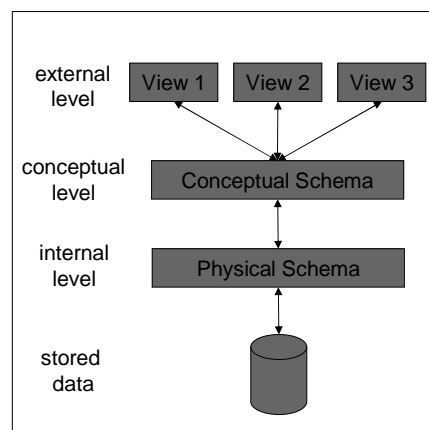 external
level
View 1 View 2 View 3
conceptual
level
Conceptual Schema
internal
level
Physical Schema
stored
data